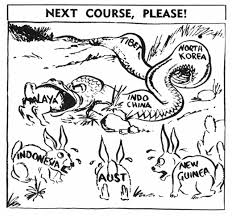 NEXT COURSE, PLEASE!
TIBET
NORTH
KOREA
MALAYA
INDO
CHINA
INDONESIA
AUST
NEW
GUINEA